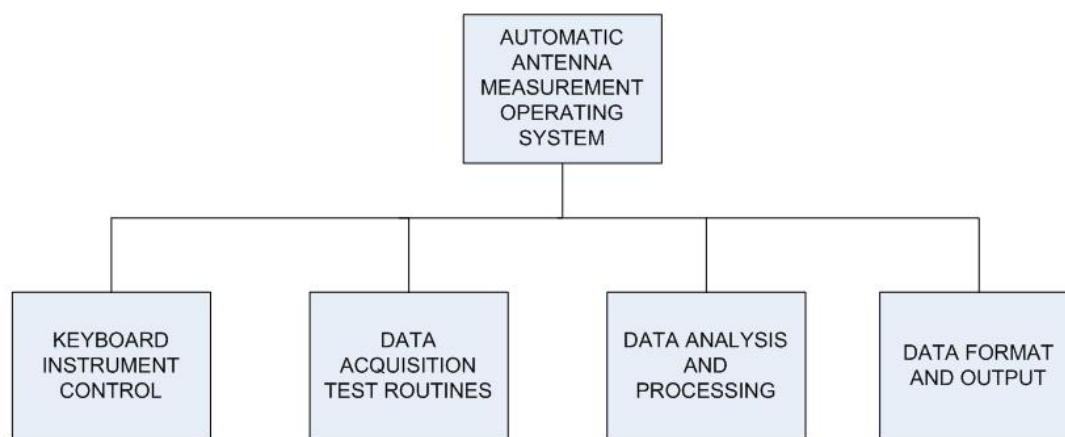 AUTOMATIC
ANTENNA
MEASUREMENT
OPERATING
SYSTEM
KEYBOARD
INSTRUMENT
CONTROL
DATA
ACQUISITION
TEST ROUTINES
DATA ANALYSIS
AND
PROCESSING
DATA FORMAT
AND OUTPUT